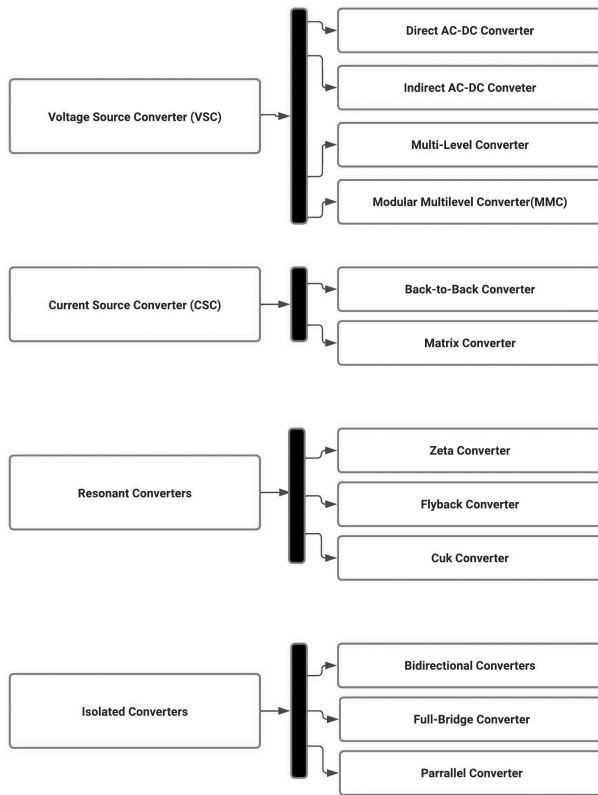 Direct AC-DC Converter
Voltage Source Converter (VSC)
Indirect AC-DC Conveter
Multi-Level Converter
Modular Multilevel Converter(MMC)
Current Source Converter (CSC)
Back-to-Back Converter
Matrix Converter
Resonant Converters
Zeta Converter
Flyback Converter
Cuk Converter
Isolated Converters
Bidirectional Converters
Full-Bridge Converter
Parrallel Converter